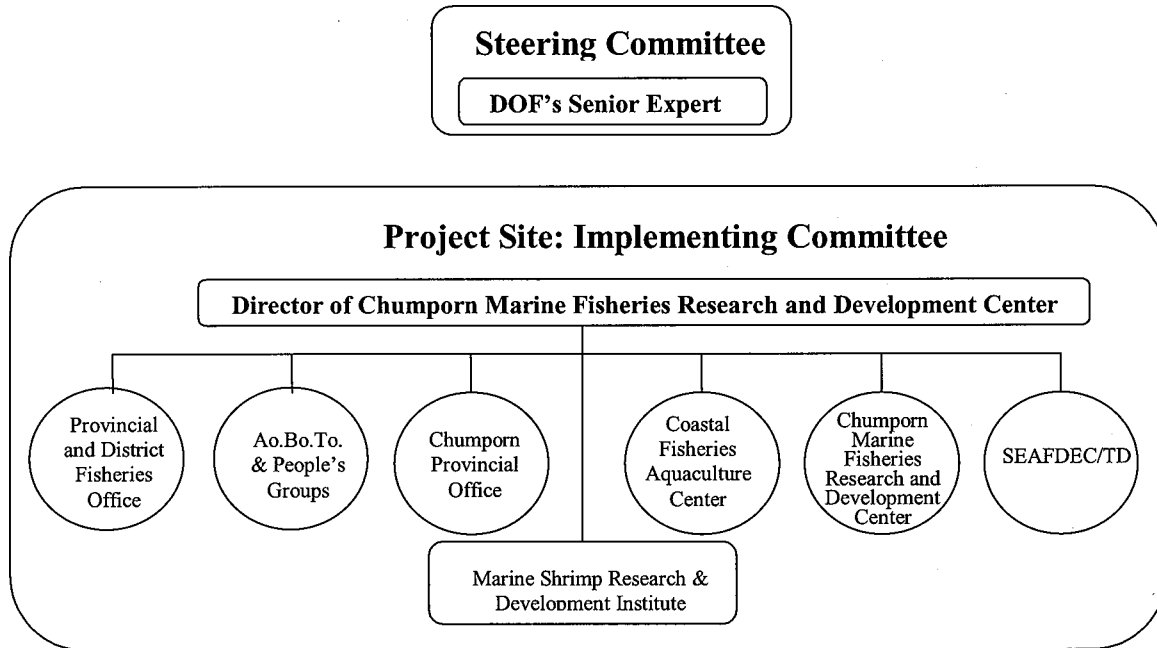 Steering Committee
DOF's Senior Expert
Project Site: Implementing Committee
Director of Chumporn Marine Fisheries Research and Development Center
Provincial
and District
Fisheries
Office
Ao.Bo.To.
& People's
Groups
Chumporn
Provincial
Office
Coastal
Fisheries
Aquaculture
Center
Chumporn
Marine
Fisheries
Research and
Development
Center
SEAFDEC/TD
Marine Shrimp Research &
Development Institute